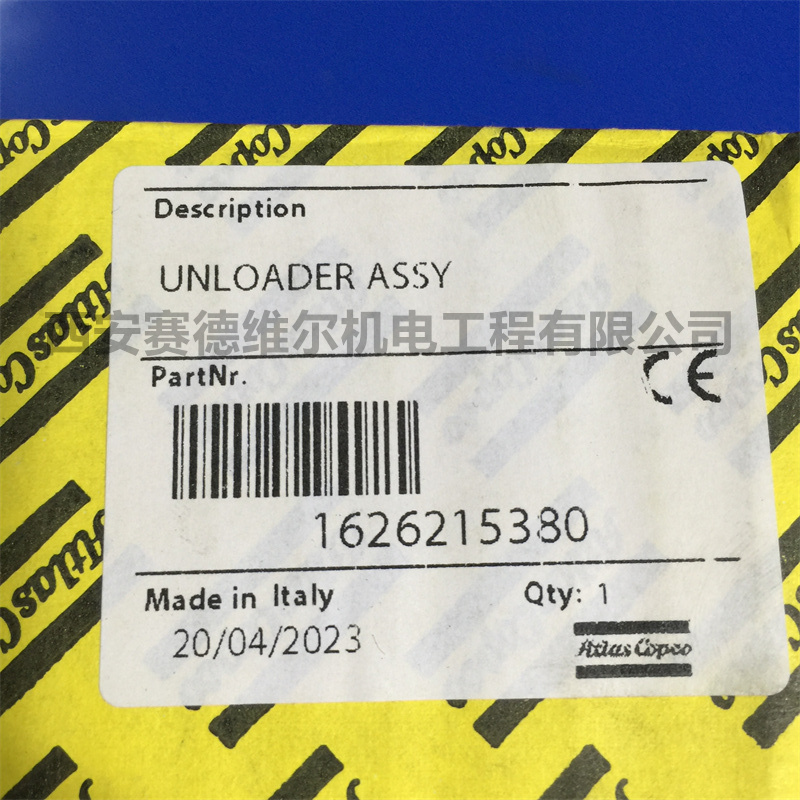 Description
UNLOADER ASSY
西安赛德维尔机电工程有限公司
PartNr.
CE
1626215380
Made in Italy
Qty: 1
20/04/2023
Atlas Copco